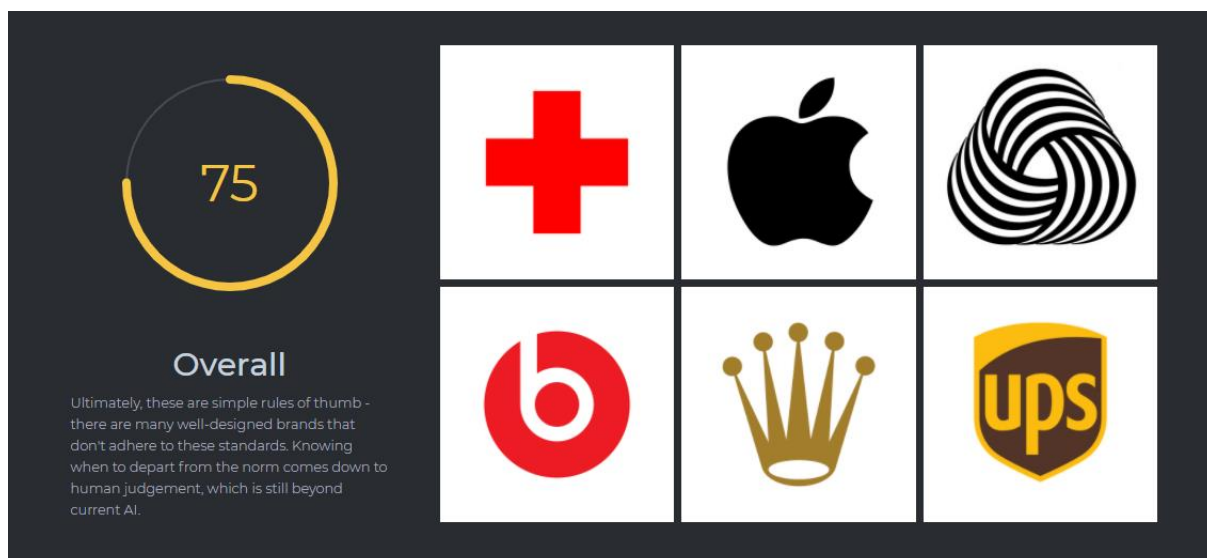 75
Overall
Ultimately, these are simple rules of thumb -
there are many well-designed brands that
don't adhere to these standards. Knowing
when to depart from the norm comes down to
human judgement, which is still beyond
current AI.
b
ups